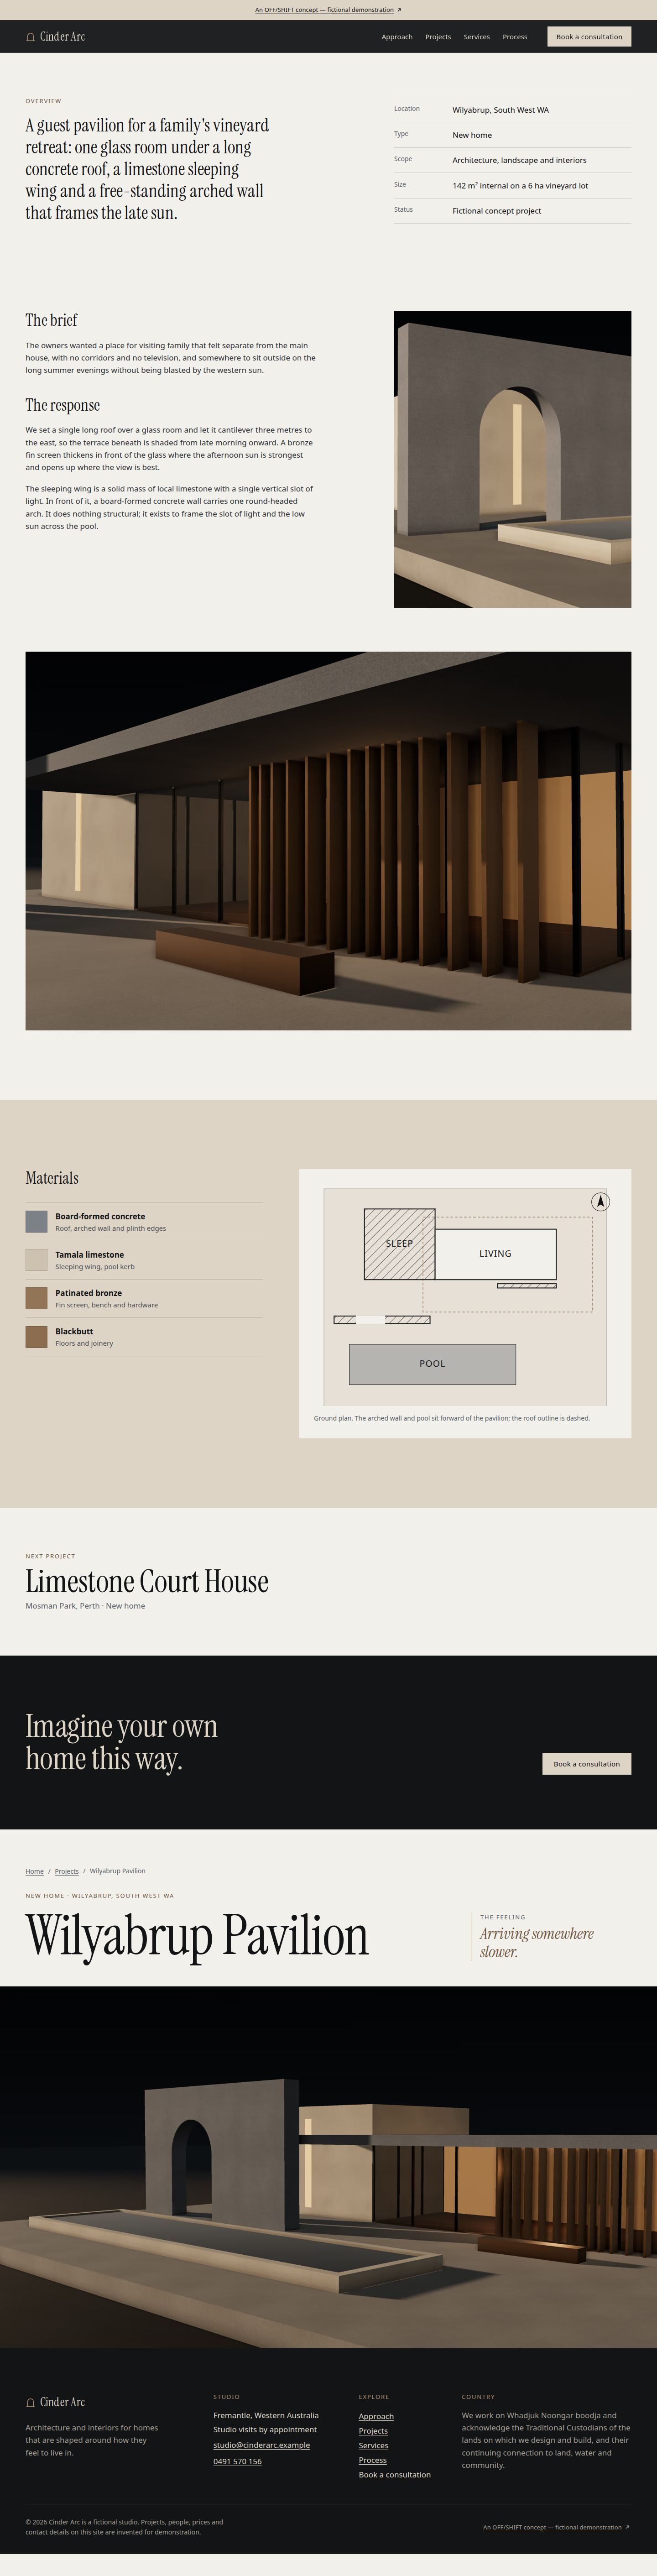 An OFF/SHIFT concept — fictional demonstration ↗
Cinder Arc
Approach
Projects
Services
Process
Book a consultation
OVERVIEW
A guest pavilion for a family's vineyard
retreat: one glass room under a long
concrete roof, a limestone sleeping
wing and a free-standing arched wall
that frames the late sun.
Location
Wilyabrup, South West WA
Type
New home
Scope
Architecture, landscape and interiors
Size
142 m² internal on a 6 ha vineyard lot
Status
Fictional concept project
The brief
The owners wanted a place for visiting family that felt separate from the main
house, with no corridors and no television, and somewhere to sit outside on the
long summer evenings without being blasted by the western sun.
The response
We set a single long roof over a glass room and let it cantilever three metres to
the east, so the terrace beneath is shaded from late morning onward. A bronze
fin screen thickens in front of the glass where the afternoon sun is strongest
and opens up where the view is best.
The sleeping wing is a solid mass of local limestone with a single vertical slot of
light. In front of it, a board-formed concrete wall carries one round-headed
arch. It does nothing structural; it exists to frame the slot of light and the low
sun across the pool.
Materials
Board-formed concrete
Roof, arched wall and plinth edges
Tamala limestone
Sleeping wing, pool kerb
Patinated bronze
Fin screen, bench and hardware
Blackbutt
Floors and joinery
SLEEP
LIVING
POOL
Ground plan. The arched wall and pool sit forward of the pavilion; the roof outline is dashed.
NEXT PROJECT
Limestone Court House
Mosman Park, Perth · New home
Imagine your own
home this way.
Book a consultation
Home / Projects / Wilyabrup Pavilion
NEW HOME · WILYABRUP, SOUTH WEST WA
Wilyabrup Pavilion
THE FEELING
Arriving somewhere
slower.
Cinder Arc
Architecture and interiors for homes
that are shaped around how they
feel to live in.
STUDIO
Fremantle, Western Australia
Studio visits by appointment
studio@cinderarc.example
0491 570 156
EXPLORE
Approach
Projects
Services
Process
Book a consultation
COUNTRY
We work on Whadjuk Noongar boodja and
acknowledge the Traditional Custodians of the
lands on which we design and build, and their
continuing connection to land, water and
community.
© 2026 Cinder Arc is a fictional studio. Projects, people, prices and
contact details on this site are invented for demonstration.
An OFF/SHIFT concept — fictional demonstration ↗